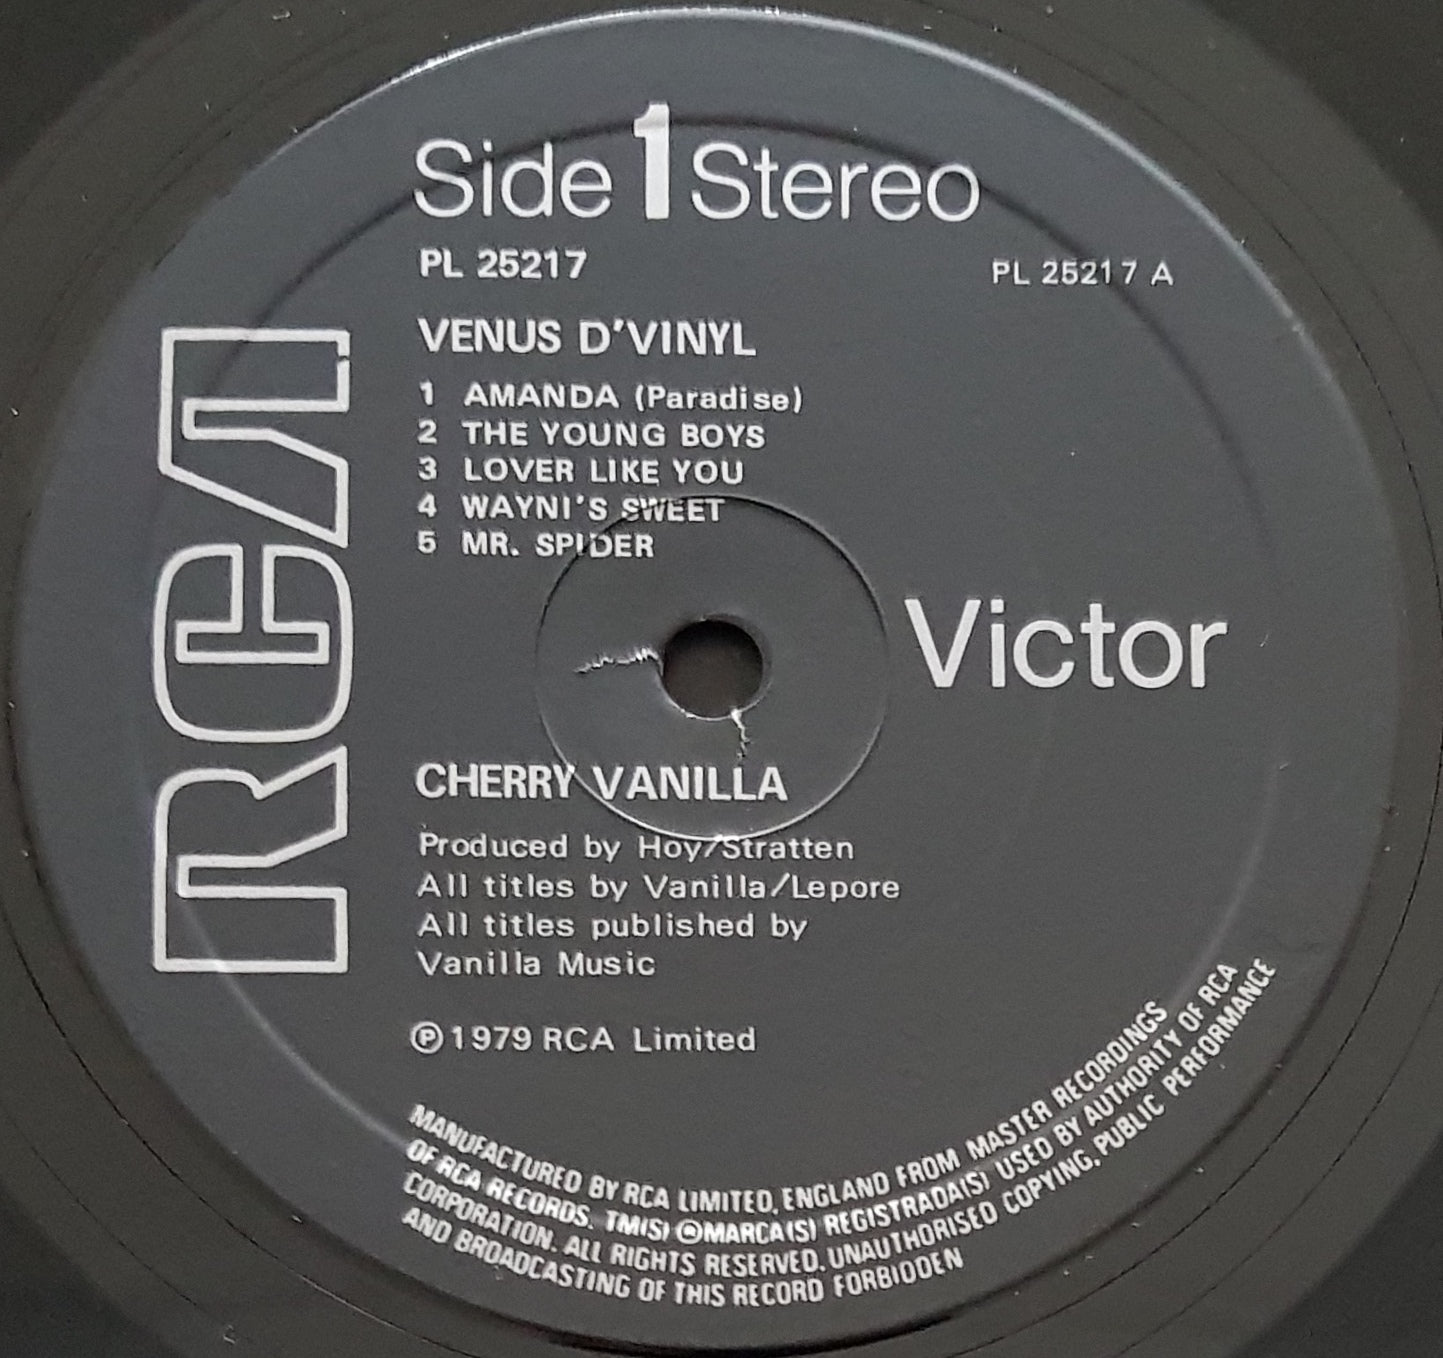 Side 1 Stereo
PL 25217
PL 25217 A
VENUS D'VINYL
1 AMANDA (Paradise)
2 THE YOUNG BOYS
3 LOVER LIKE YOU
4 WAYNI'S SWEET
5 MR. SPIDER
RCA
Victor
CHERRY VANILLA
Produced by Hoy/Stratten
All titles by Vanilla/Lepore
All titles published by
Vanilla Music
℗ 1979 RCA Limited
MANUFACTURED BY RCA LIMITED, ENGLAND FROM MASTER RECORDINGS
OF RCA RECORDS. TM(S) ®MARCA(S) REGISTRADA(S) USED BY AUTHORITY OF RCA
CORPORATION. ALL RIGHTS RESERVED. UNAUTHORISED COPYING, PUBLIC PERFORMANCE
AND BROADCASTING OF THIS RECORD FORBIDDEN